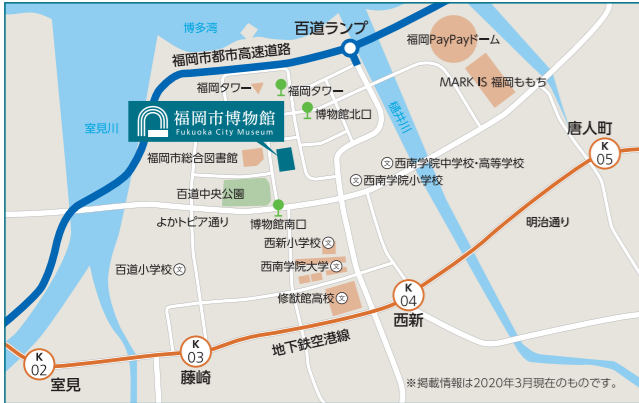 博多湾
百道ランプ
福岡市都市高速道路
福岡PayPayドーム
福岡タワー
福岡タワー
MARK IS 福岡ももち
博物館北口
福岡市博物館
Fukuoka City Museum
室見川
樋井川
唐人町
K
05
福岡市総合図書館
西南学院中学校・高等学校
文
西南学院小学校
文
百道中央公園
よかトピア通り
博物館南口
明治通り
西新小学校
文
百道小学校
文
西南学院大学
文
修猷館高校
文
K
04
西新
地下鉄空港線
K
03
藤崎
K
02
室見
※掲載情報は2020年3月現在のものです。